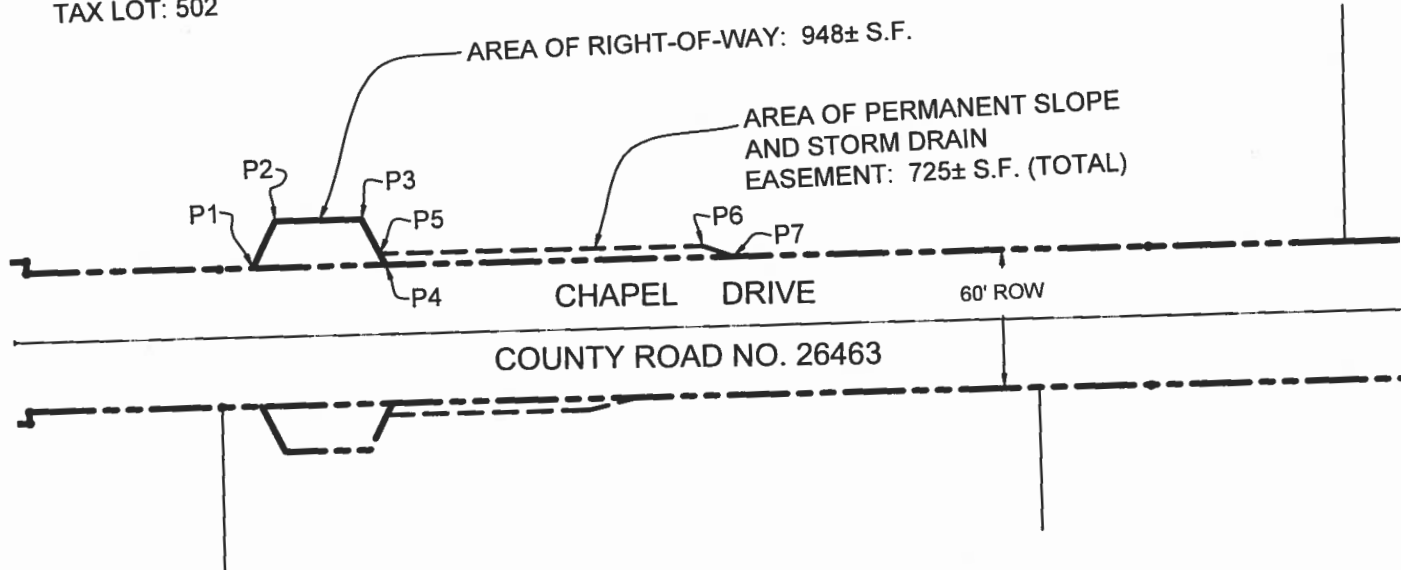 TAX LOT: 502
AREA OF RIGHT-OF-WAY: 948± S.F.
AREA OF PERMANENT SLOPE
AND STORM DRAIN
EASEMENT: 725± S.F. (TOTAL)
P2
P3
P1
P5
P6
P7
P4
CHAPEL DRIVE
60' ROW
COUNTY ROAD NO. 26463